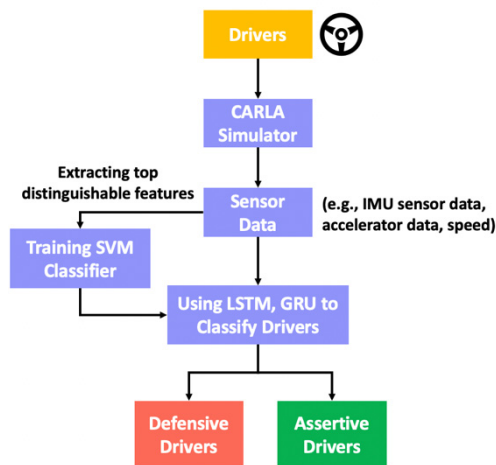 Drivers
CARLA
Simulator
Extracting top
distinguishable features
Sensor
Data
(e.g., IMU sensor data,
accelerator data, speed)
Training SVM
Classifier
Using LSTM, GRU to
Classify Drivers
Defensive
Drivers
Assertive
Drivers